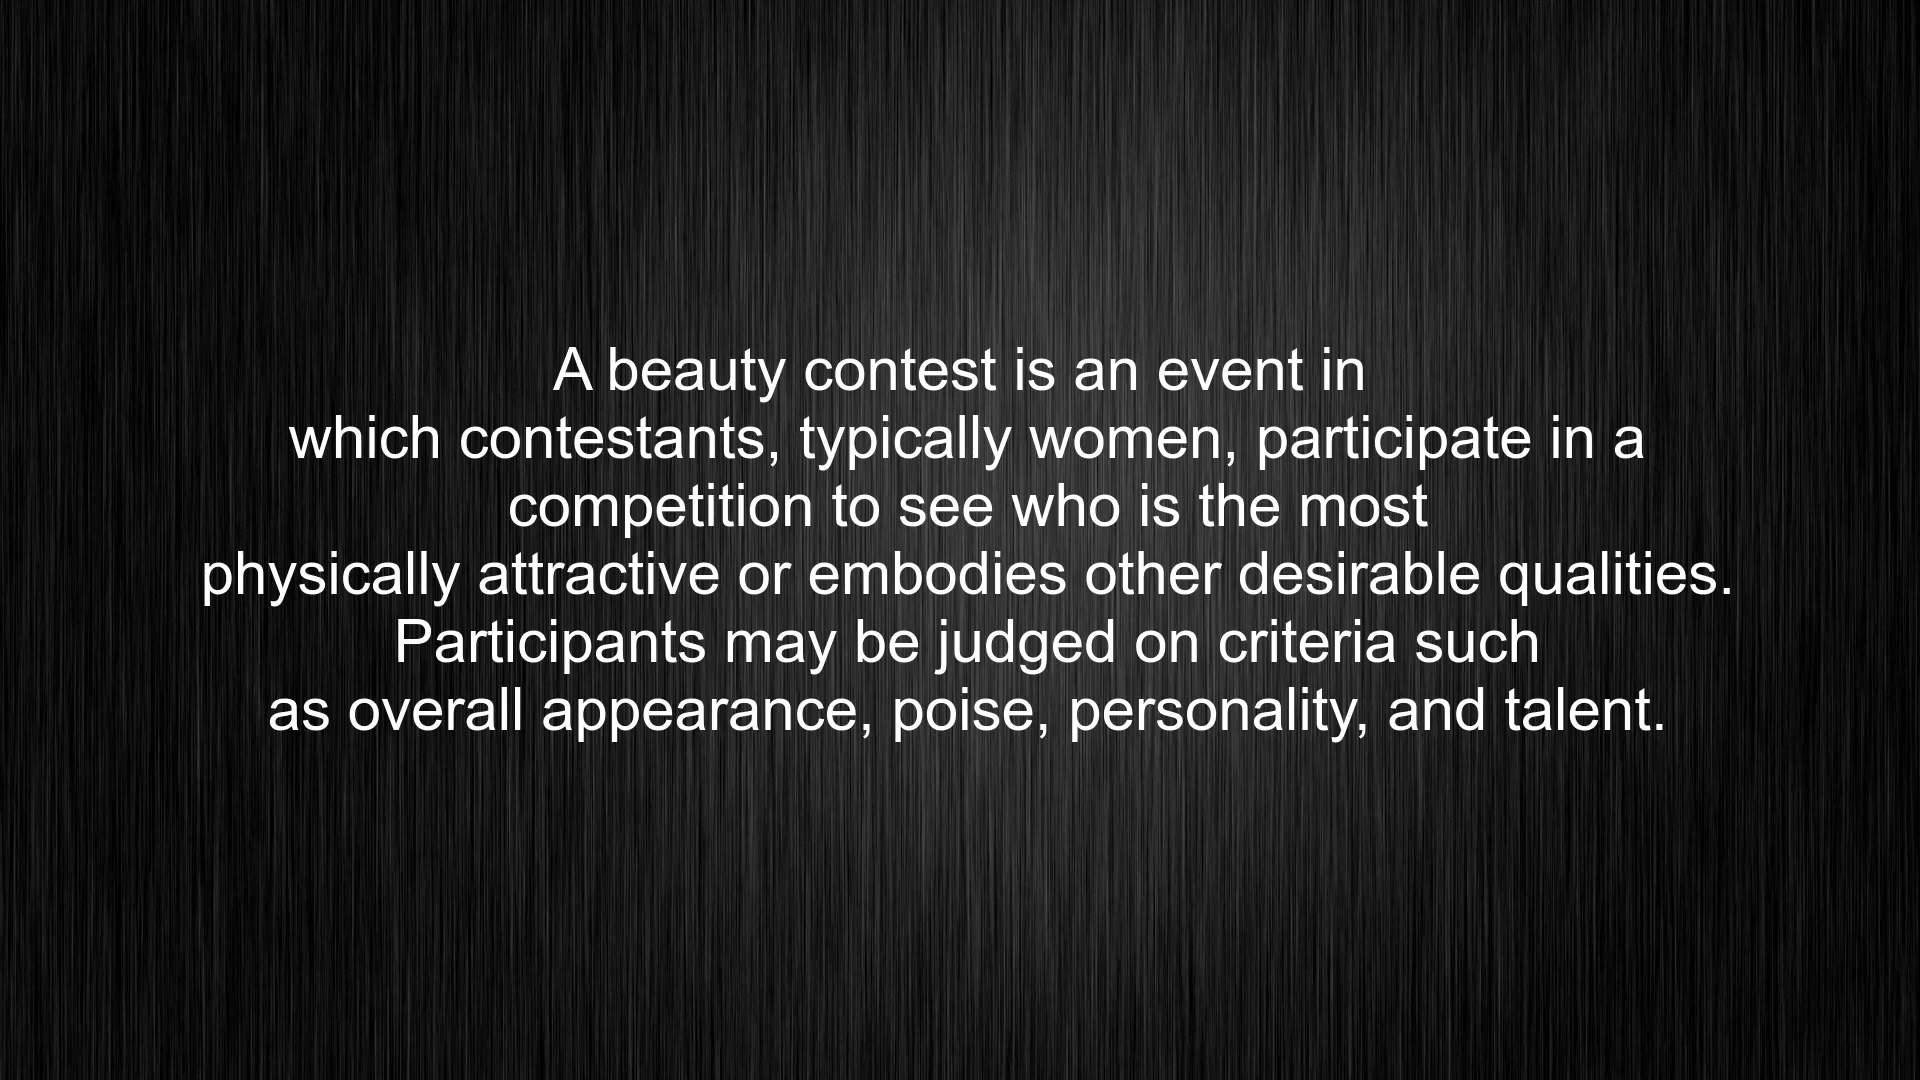 A beauty contest is an event in
which contestants, typically women, participate in a
competition to see who is the most
physically attractive or embodies other desirable qualities.
Participants may be judged on criteria such
as overall appearance, poise, personality, and talent.